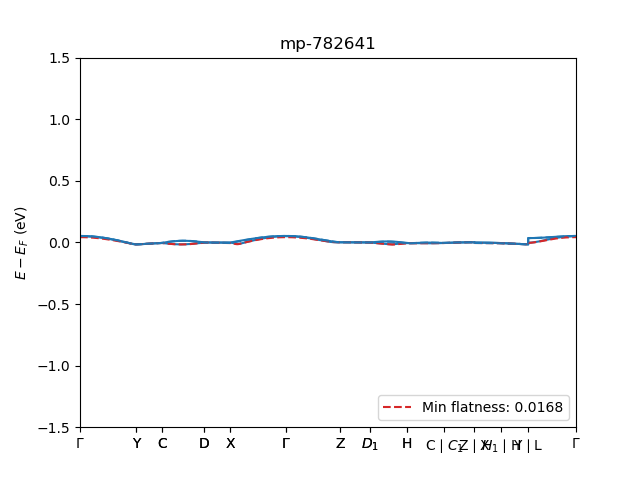 mp-782641
1.5
1.0
0.5
0.0
−0.5
−1.0
−1.5
E − E_F (eV)
Min flatness: 0.0168
Γ Y C D X Γ Z D_1 H C | C_1 Z | X H_1 | H Y | L Γ